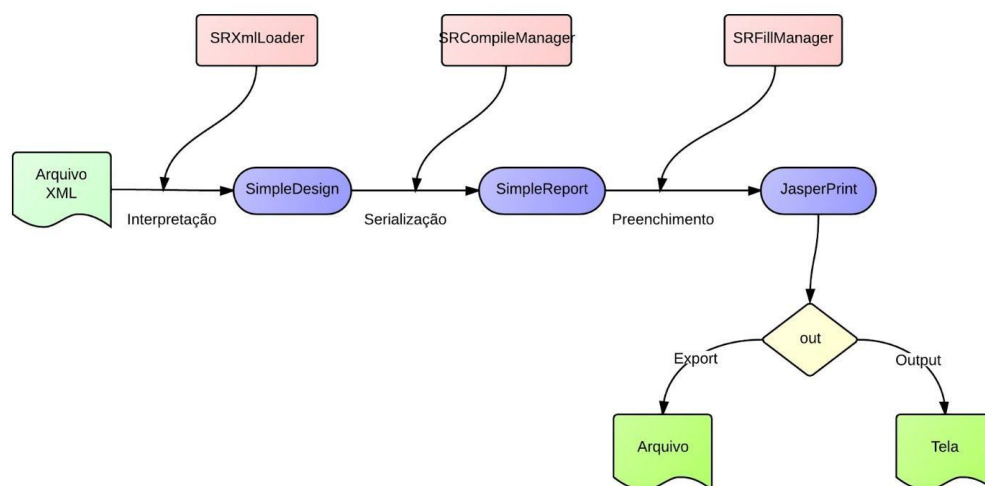 SRXmlLoader
SRCompileManager
SRFillManager
Arquivo
XML
SimpleDesign
SimpleReport
JasperPrint
Interpretação
Serialização
Preenchimento
out
Export
Output
Arquivo
Tela